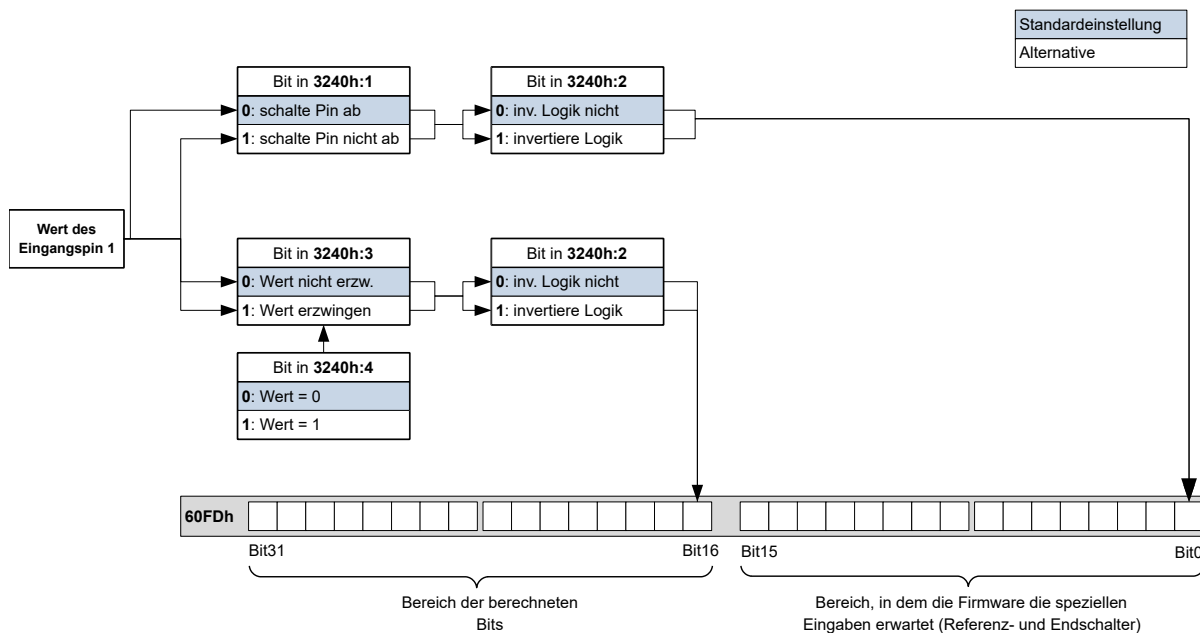 Standardeinstellung
Alternative
Bit in 3240h:1
0: schalte Pin ab
1: schalte Pin nicht ab
Bit in 3240h:2
0: inv. Logik nicht
1: invertiere Logik
Wert des
Eingangspin 1
Bit in 3240h:3
0: Wert nicht erzw.
1: Wert erzwingen
Bit in 3240h:2
0: inv. Logik nicht
1: invertiere Logik
Bit in 3240h:4
0: Wert = 0
1: Wert = 1
60FDh
Bit31
Bit16
Bit15
Bit0
Bereich der berechneten
Bits
Bereich, in dem die Firmware die speziellen
Eingaben erwartet (Referenz- und Endschalter)